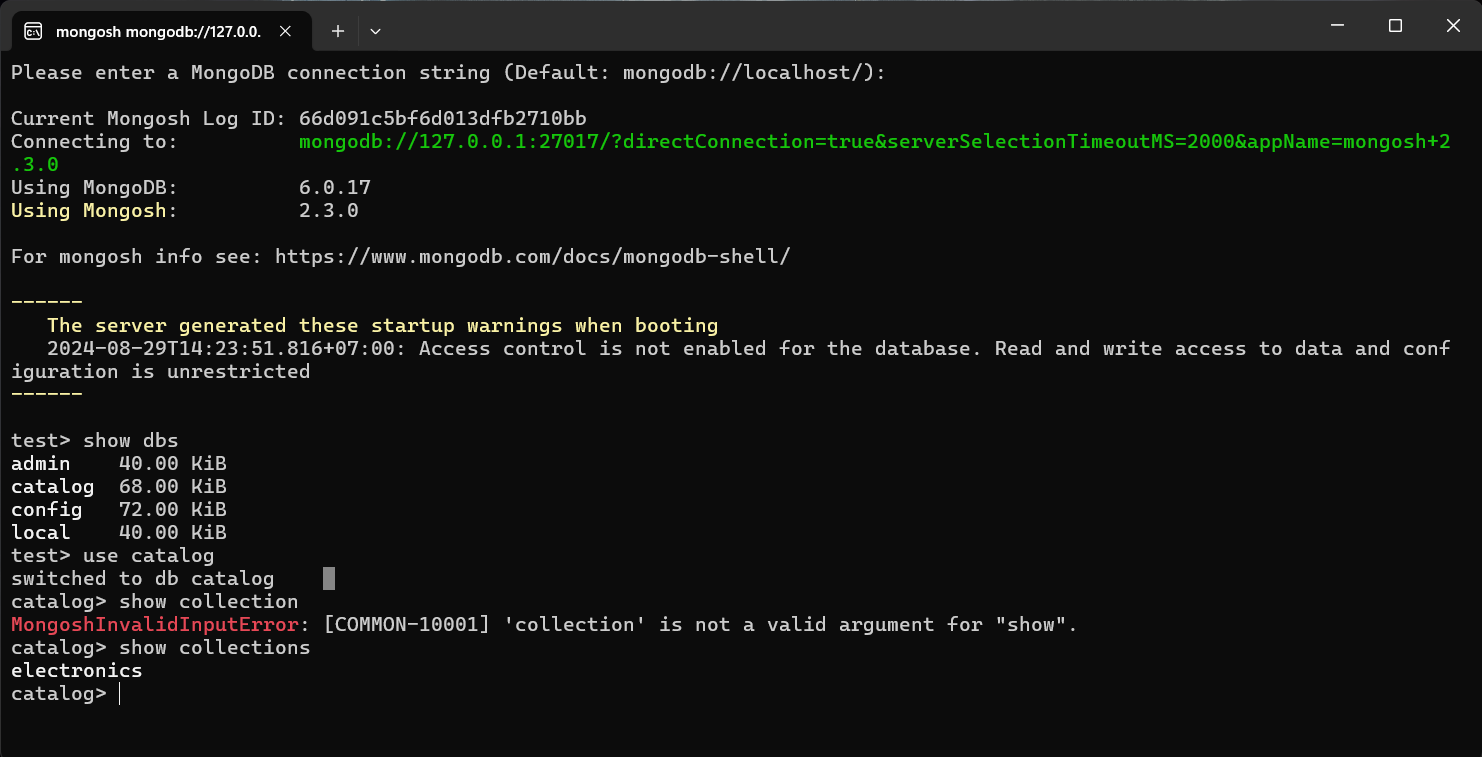 mongosh mongodb://127.0.0.
Please enter a MongoDB connection string (Default: mongodb://localhost/):
Current Mongosh Log ID: 66d091c5bf6d013dfb2710bb
Connecting to: mongodb://127.0.0.1:27017/?directConnection=true&serverSelectionTimeoutMS=2000&appName=mongosh+2
.3.0
Using MongoDB: 6.0.17
Using Mongosh: 2.3.0
For mongosh info see: https://www.mongodb.com/docs/mongodb-shell/
------
The server generated these startup warnings when booting
2024-08-29T14:23:51.816+07:00: Access control is not enabled for the database. Read and write access to data and conf
iguration is unrestricted
------
test> show dbs
admin 40.00 KiB
catalog 68.00 KiB
config 72.00 KiB
local 40.00 KiB
test> use catalog
switched to db catalog
catalog> show collection
MongoshInvalidInputError: [COMMON-10001] 'collection' is not a valid argument for "show".
catalog> show collections
electronics
catalog>